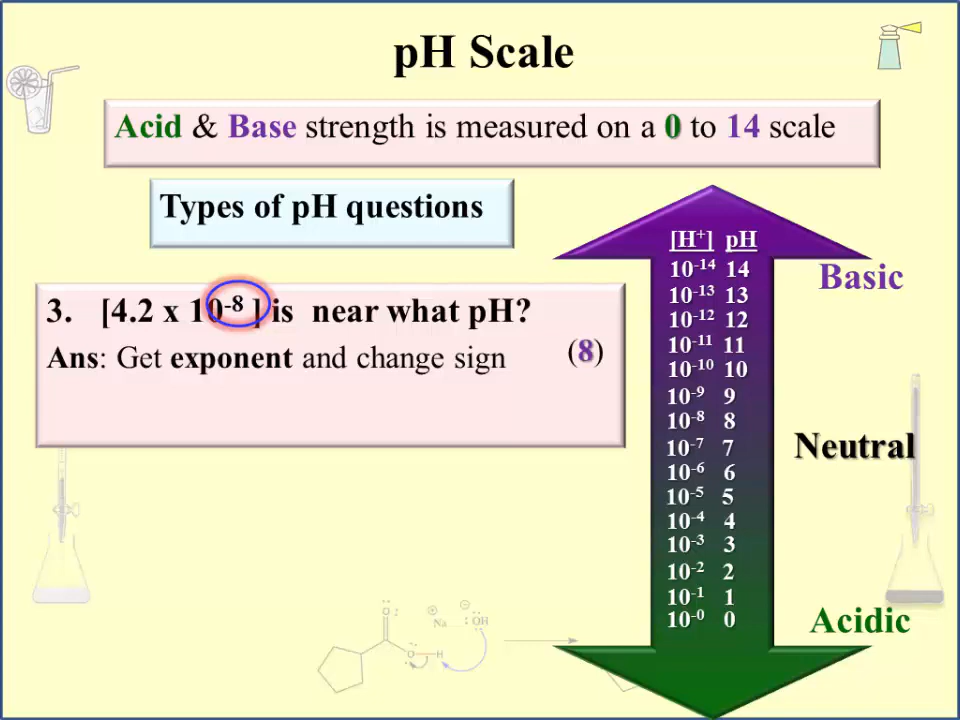 pH Scale
Acid & Base strength is measured on a 0 to 14 scale
Types of pH questions
3. [4.2 x 10⁻⁸ ] is near what pH?
Ans: Get exponent and change sign (8)
[H⁺] pH
10⁻¹⁴ 14
10⁻¹³ 13
10⁻¹² 12
10⁻¹¹ 11
10⁻¹⁰ 10
10⁻⁹ 9
10⁻⁸ 8
10⁻⁷ 7
10⁻⁶ 6
10⁻⁵ 5
10⁻⁴ 4
10⁻³ 3
10⁻² 2
10⁻¹ 1
10⁻⁰ 0
Basic
Neutral
Acidic
O
Na
OH
O H